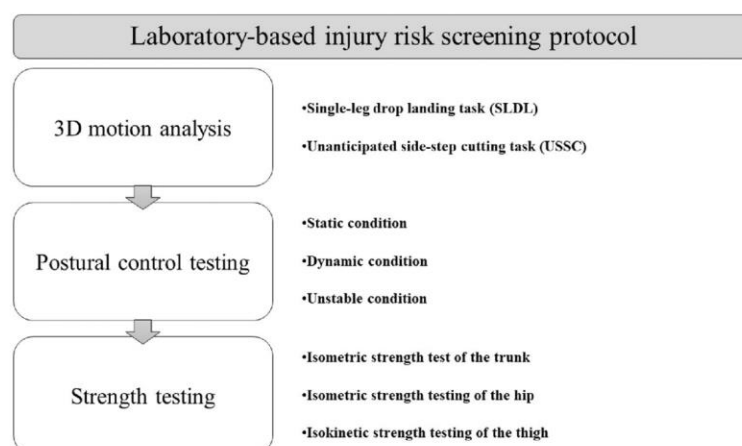 Laboratory-based injury risk screening protocol
3D motion analysis
•Single-leg drop landing task (SLDL)
•Unanticipated side-step cutting task (USSC)
Postural control testing
•Static condition
•Dynamic condition
•Unstable condition
Strength testing
•Isometric strength test of the trunk
•Isometric strength testing of the hip
•Isokinetic strength testing of the thigh